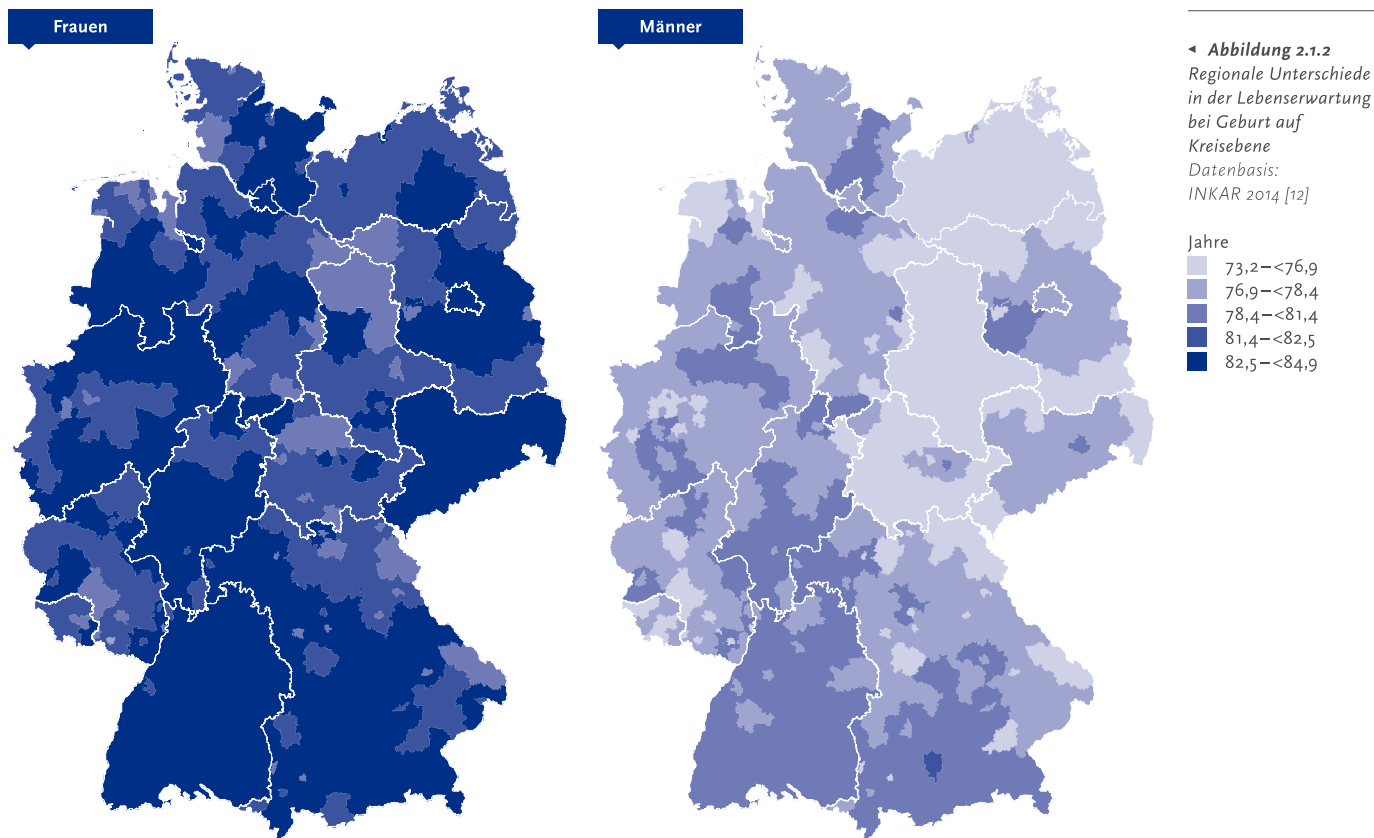 Frauen
Männer
◄ Abbildung 2.1.2
Regionale Unterschiede
in der Lebenserwartung
bei Geburt auf
Kreisebene
Datenbasis:
INKAR 2014 [12]
Jahre
73,2–<76,9
76,9–<78,4
78,4–<81,4
81,4–<82,5
82,5–<84,9